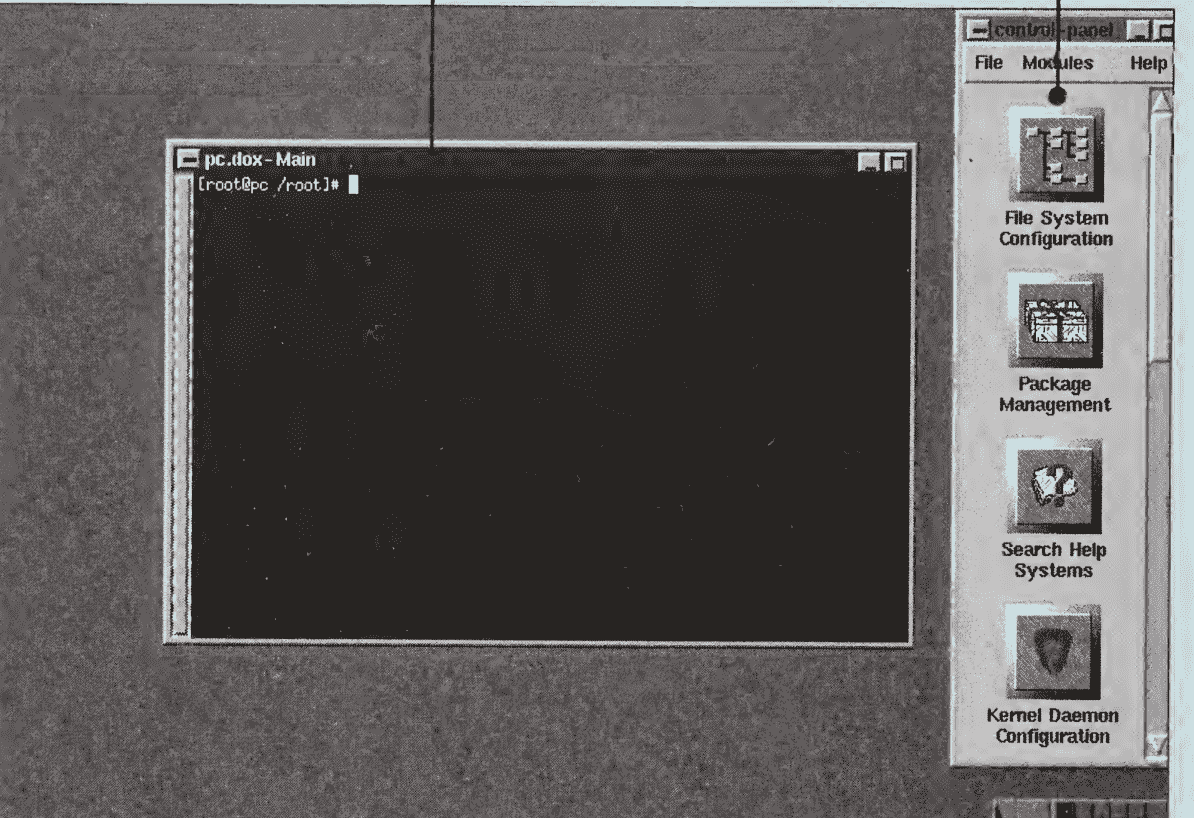 pc.dox-Main
[root@pc /root]#
control-panel
File Modules Help
File System
Configuration
Package
Management
Search Help
Systems
Kernel Daemon
Configuration